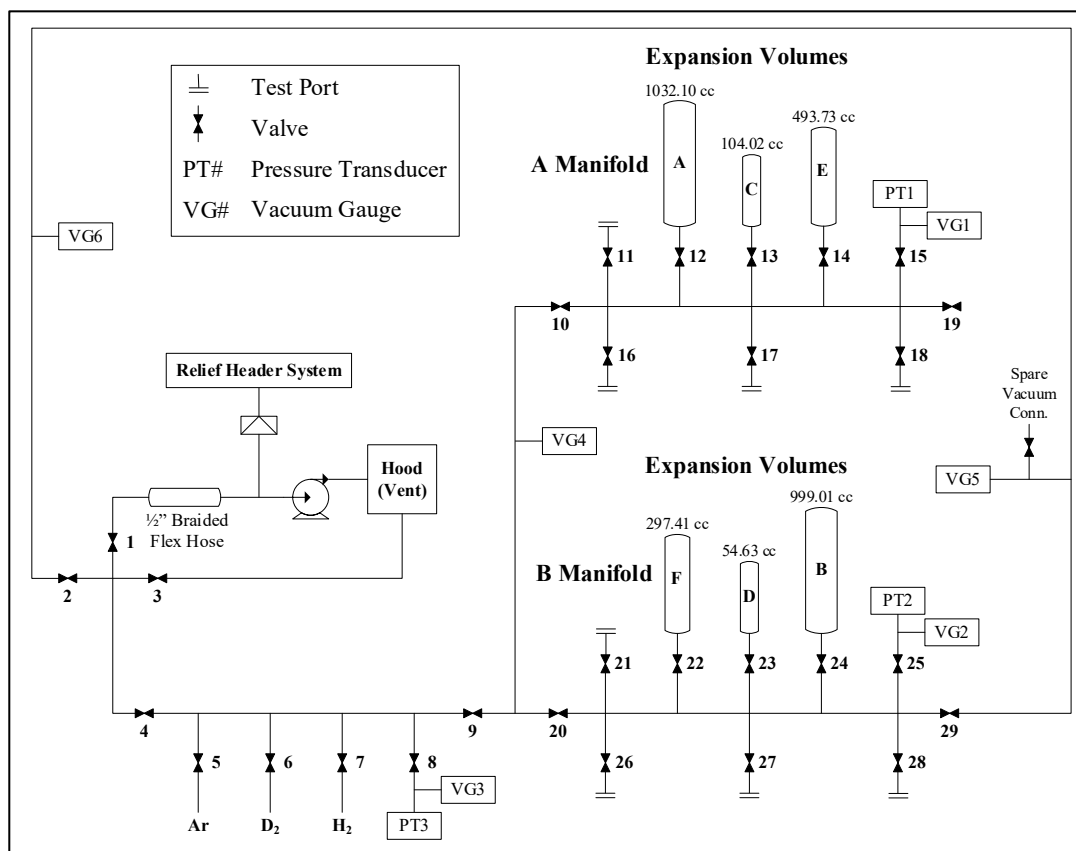 Test Port
Valve
PT# Pressure Transducer
VG# Vacuum Gauge
VG6
Expansion Volumes
1032.10 cc
493.73 cc
104.02 cc
A Manifold
A
C
E
PT1
VG1
11
12
13
14
15
10
19
16
17
18
Relief Header System
Hood
(Vent)
½” Braided
Flex Hose
1
2
3
VG4
Spare
Vacuum
Conn.
VG5
Expansion Volumes
999.01 cc
297.41 cc
54.63 cc
B Manifold
F
D
B
PT2
VG2
21
22
23
24
25
4
9
20
29
5
6
7
8
26
27
28
VG3
PT3
Ar
D₂
H₂